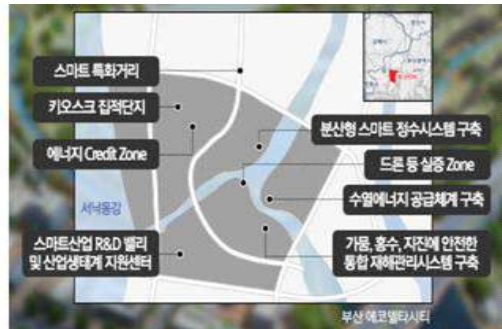 스마트 특화거리
키오스크 집적단지
에너지 Credit Zone
서낙동강
스마트산업 R&D 밸리
및 산업생태계 지원센터
분산형 스마트 정수시스템 구축
드론 등 실증 Zone
수열에너지 공급체계 구축
가뭄, 홍수, 지진에 안전한
통합 재해관리시스템 구축
부산 에코델타시티